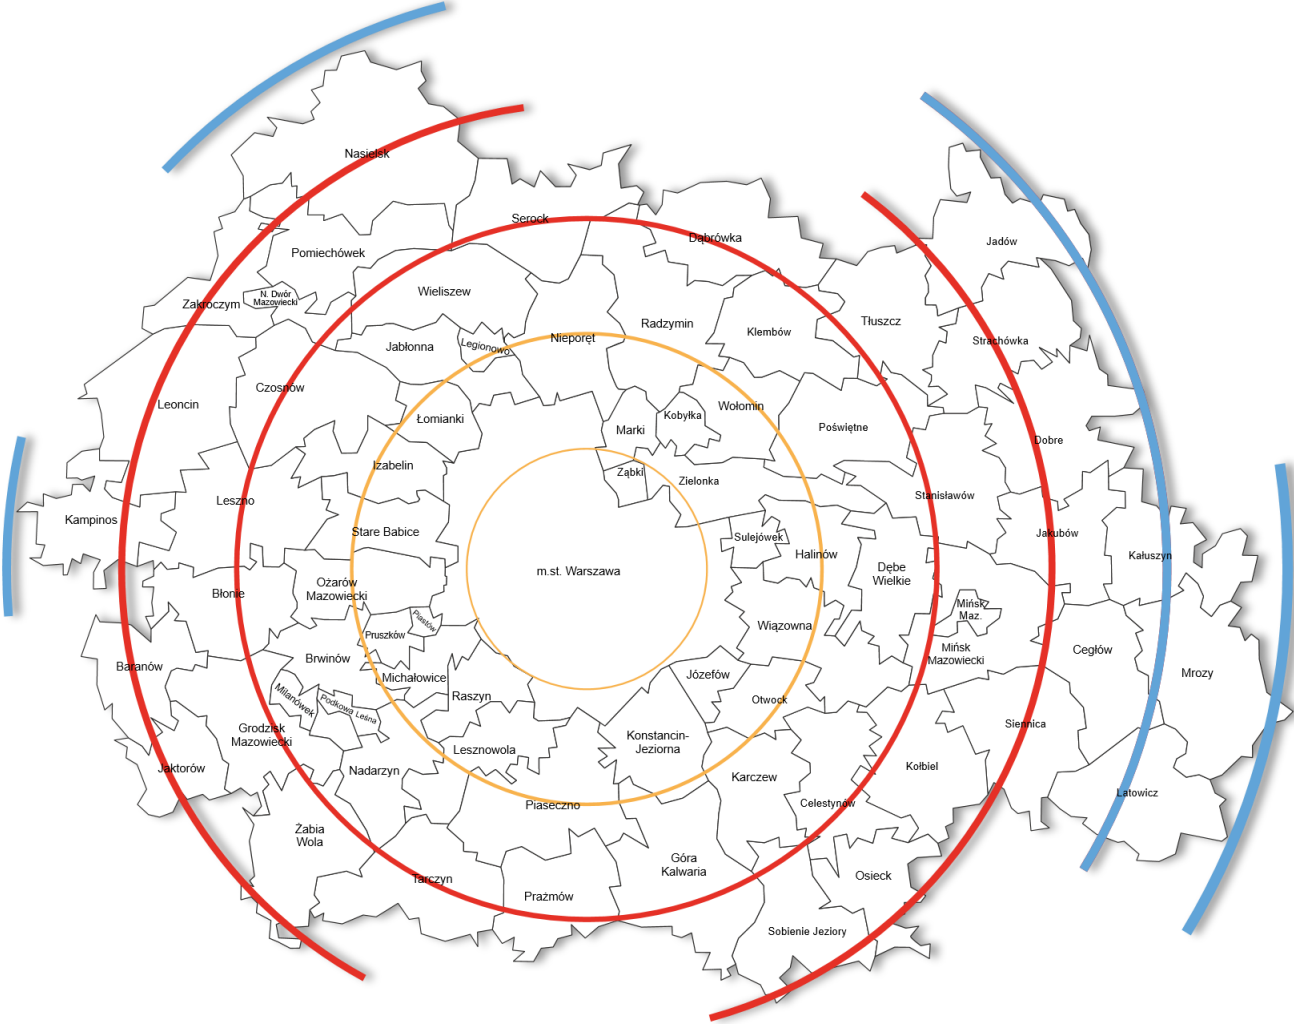 Nasielsk
Serock
Dąbrówka
Jadów
Pomiechówek
Zakroczym
N. Dwór
Mazowiecki
Wieliszew
Nieporęt
Radzymin
Klembów
Tłuszcz
Strachówka
Jabłonna
Legionowo
Czosnów
Leoncin
Łomianki
Marki
Kobyłka
Wołomin
Poświętne
Dobre
Izabelin
Ząbki
Zielonka
Stanisławów
Leszno
Kampinos
Stare Babice
Sulejówek
Halinów
Jakubów
Kałuszyn
m.st. Warszawa
Dębe
Wielkie
Błonie
Ożarów
Mazowiecki
Piastów
Pruszków
Wiązowna
Mińsk
Maz.
Mińsk
Mazowiecki
Cegłów
Mrozy
Baranów
Brwinów
Michałowice
Raszyn
Józefów
Otwock
Milanówek
Podkowa Leśna
Grodzisk
Mazowiecki
Lesznowola
Konstancin-
Jeziorna
Siennica
Jaktorów
Nadarzyn
Karczew
Kołbiel
Latowicz
Piaseczno
Celestynów
Żabia
Wola
Góra
Kalwaria
Osieck
Tarczyn
Prażmów
Sobienie Jeziory